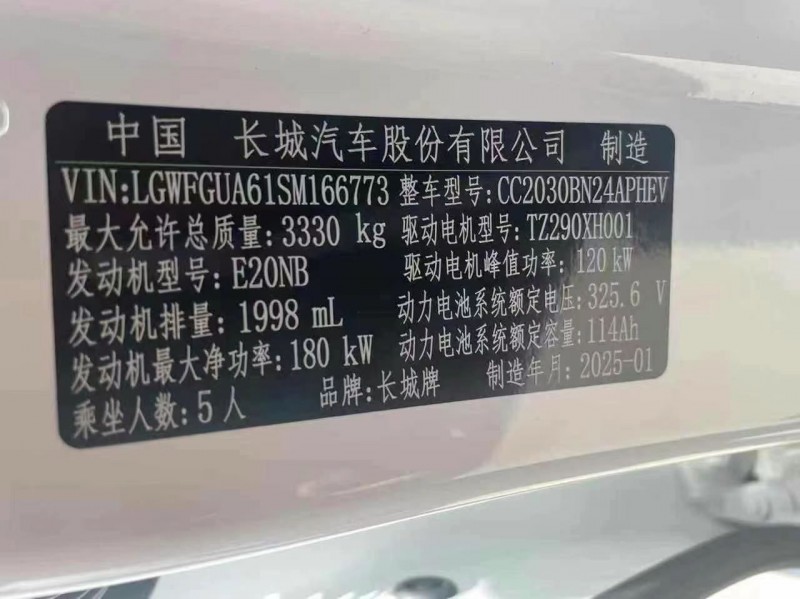 中国 长城汽车股份有限公司 制造
VIN:LGWFGUA61SM166773 整车型号:CC2030BN24APHEV
最大允许总质量:3330 kg 驱动电机型号:TZ290XH001
发动机型号:E20NB 驱动电机峰值功率:120 kW
发动机排量:1998 mL 动力电池系统额定电压:325.6 V
发动机最大净功率:180 kW 动力电池系统额定容量:114Ah
乘坐人数:5人 品牌:长城牌 制造年月:2025-01